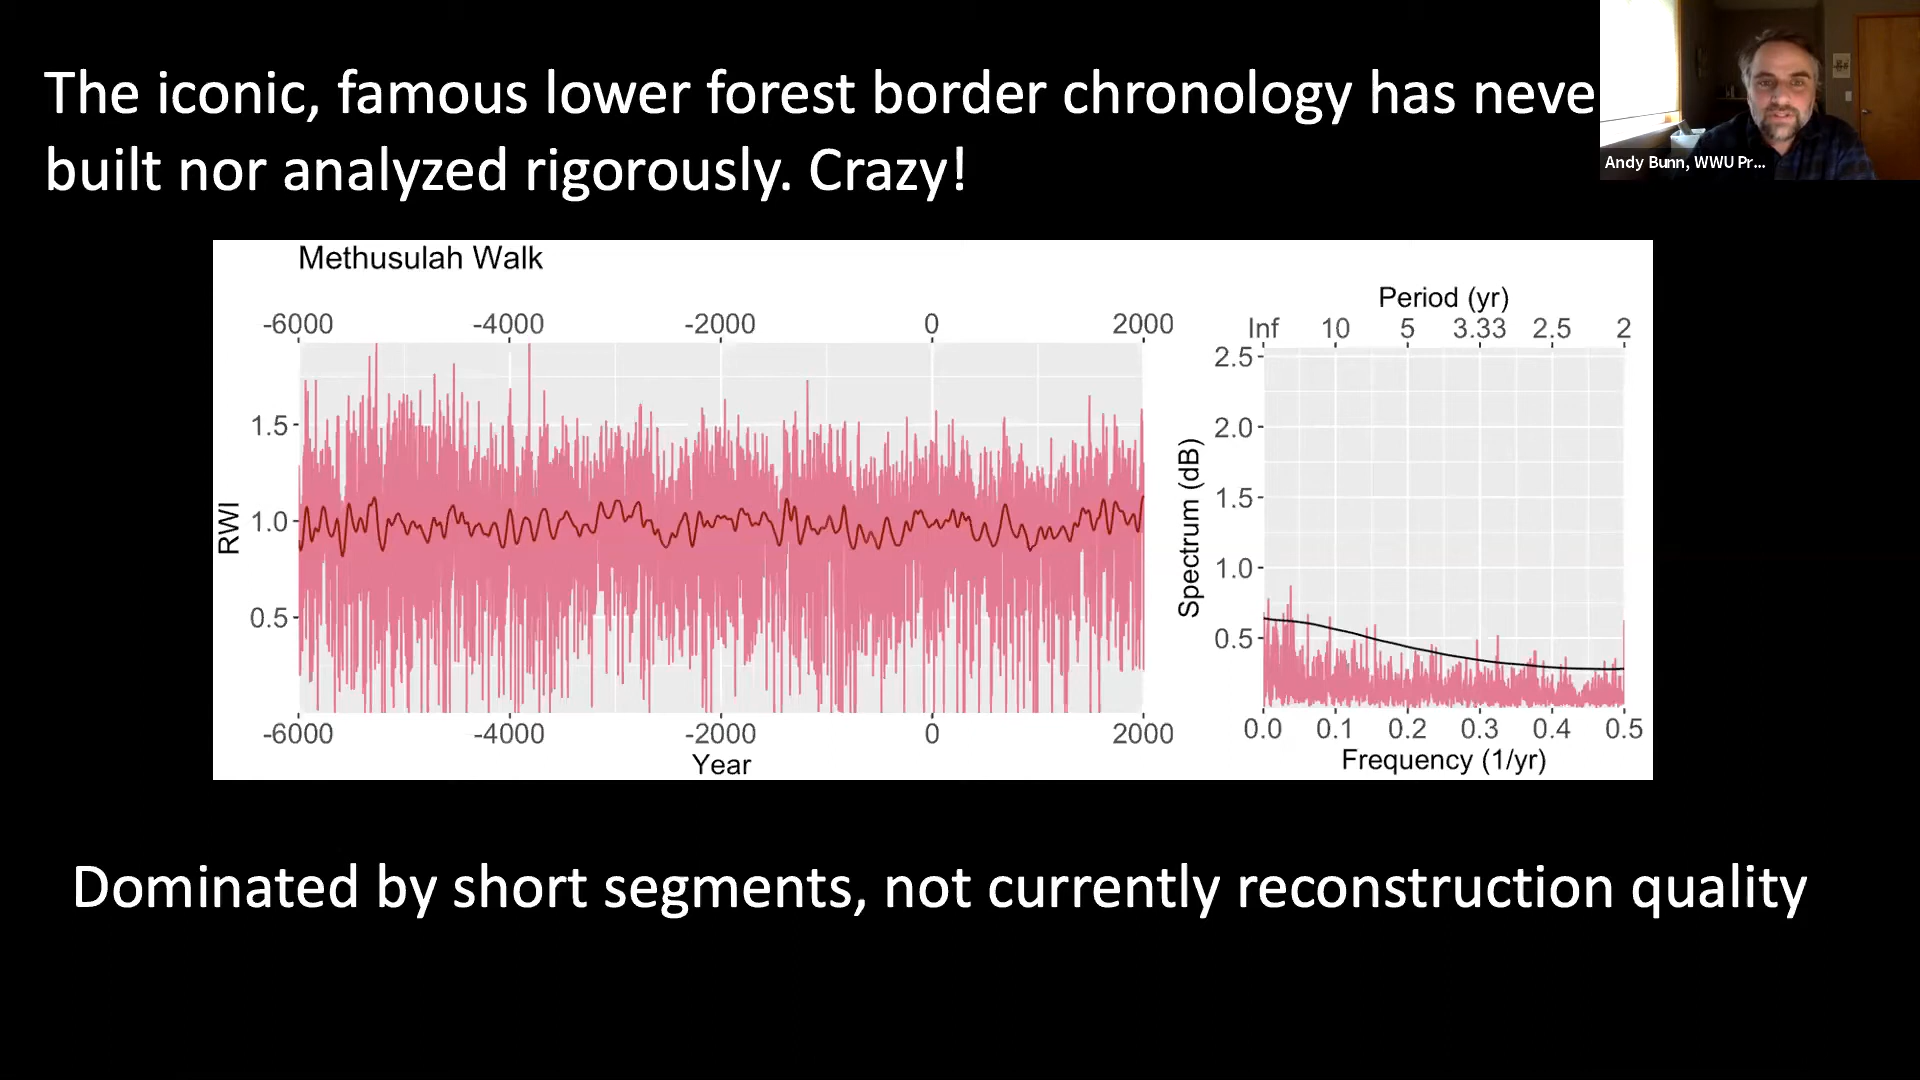 The iconic, famous lower forest border chronology has neve
built nor analyzed rigorously. Crazy!
Andy Bunn, WWU Pr...
Methusulah Walk
-6000 -4000 -2000 0 2000
1.5
1.0
0.5
RWI
-6000 -4000 -2000 0 2000
Year
Period (yr)
Inf 10 5 3.33 2.5 2
2.5
2.0
1.5
1.0
0.5
Spectrum (dB)
0.0 0.1 0.2 0.3 0.4 0.5
Frequency (1/yr)
Dominated by short segments, not currently reconstruction quality